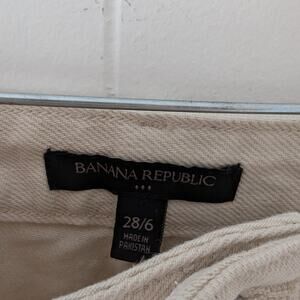 BANANA REPUBLIC
28/6
MADE IN
PAKISTAN